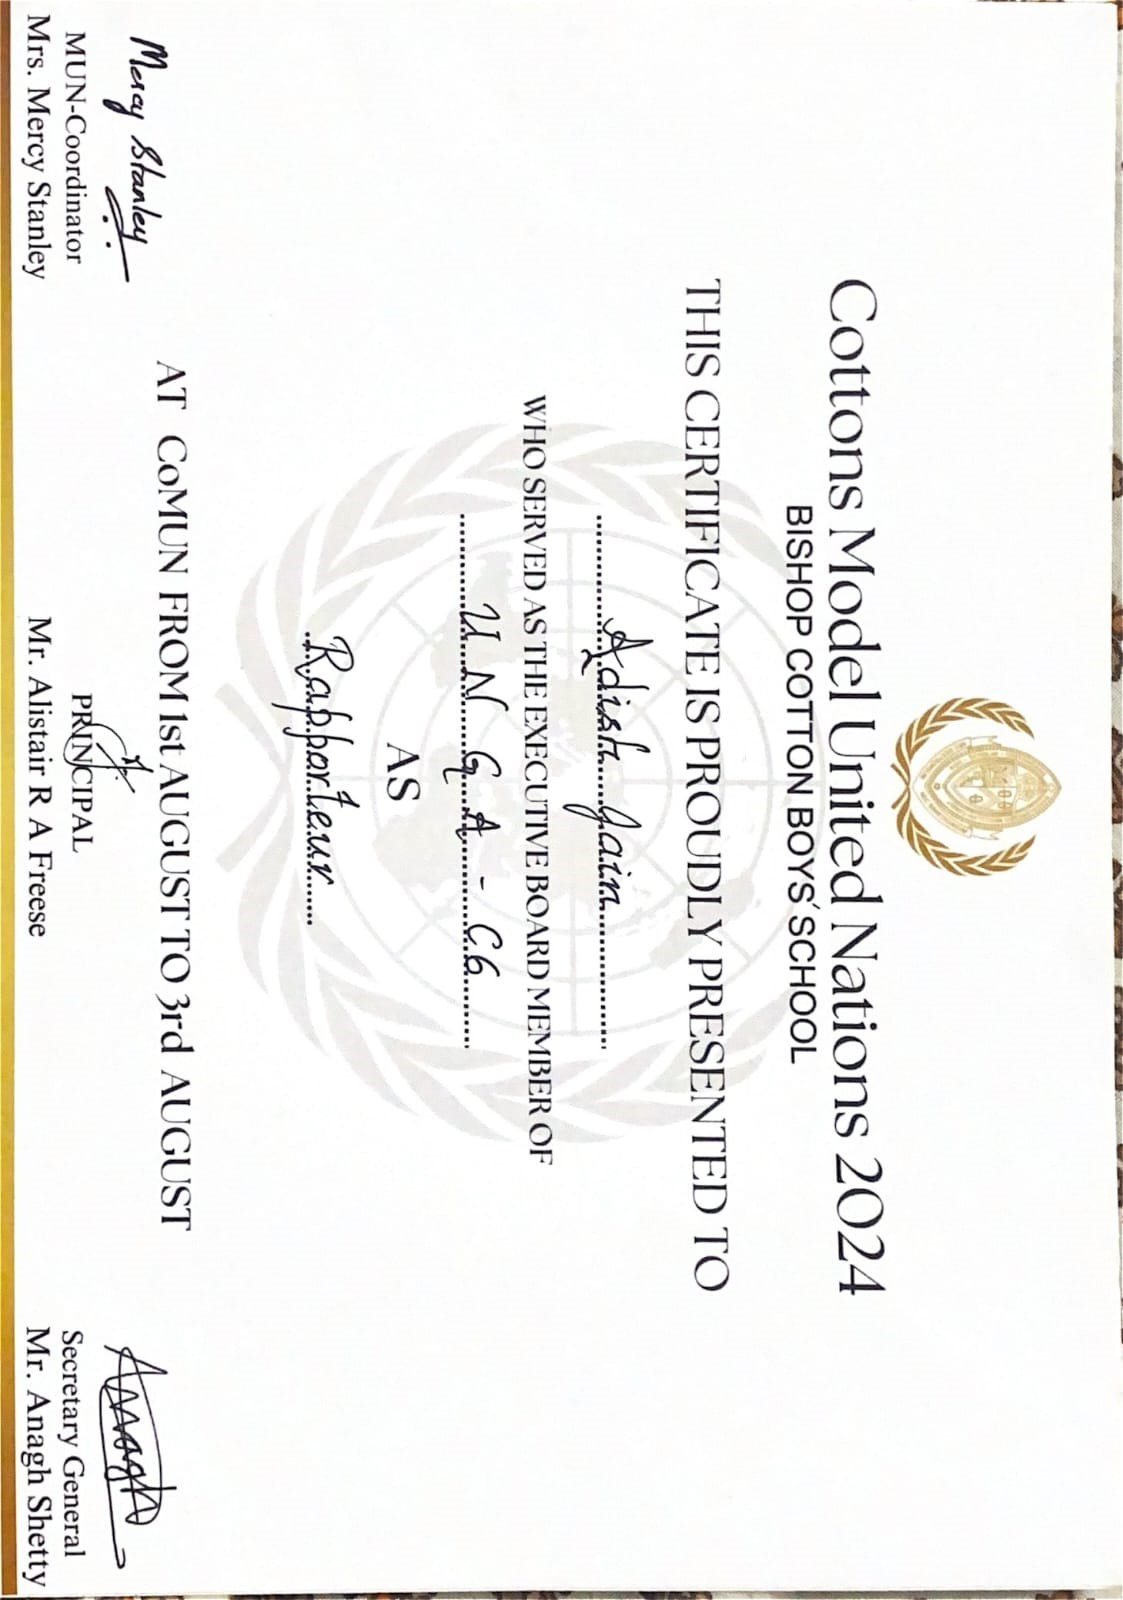 Cottons Model United Nations 2024
BISHOP COTTON BOYS' SCHOOL
THIS CERTIFICATE IS PROUDLY PRESENTED TO
Adish Jain
WHO SERVED AS THE EXECUTIVE BOARD MEMBER OF
UNGA-C6
AS
Rapporteur
AT CoMUN FROM 1st AUGUST TO 3rd AUGUST
Mercy Stanley
MUN-Coordinator
Mrs. Mercy Stanley
PRINCIPAL
Mr. Alistair R A Freese
Anagh
Secretary General
Mr. Anagh Shetty